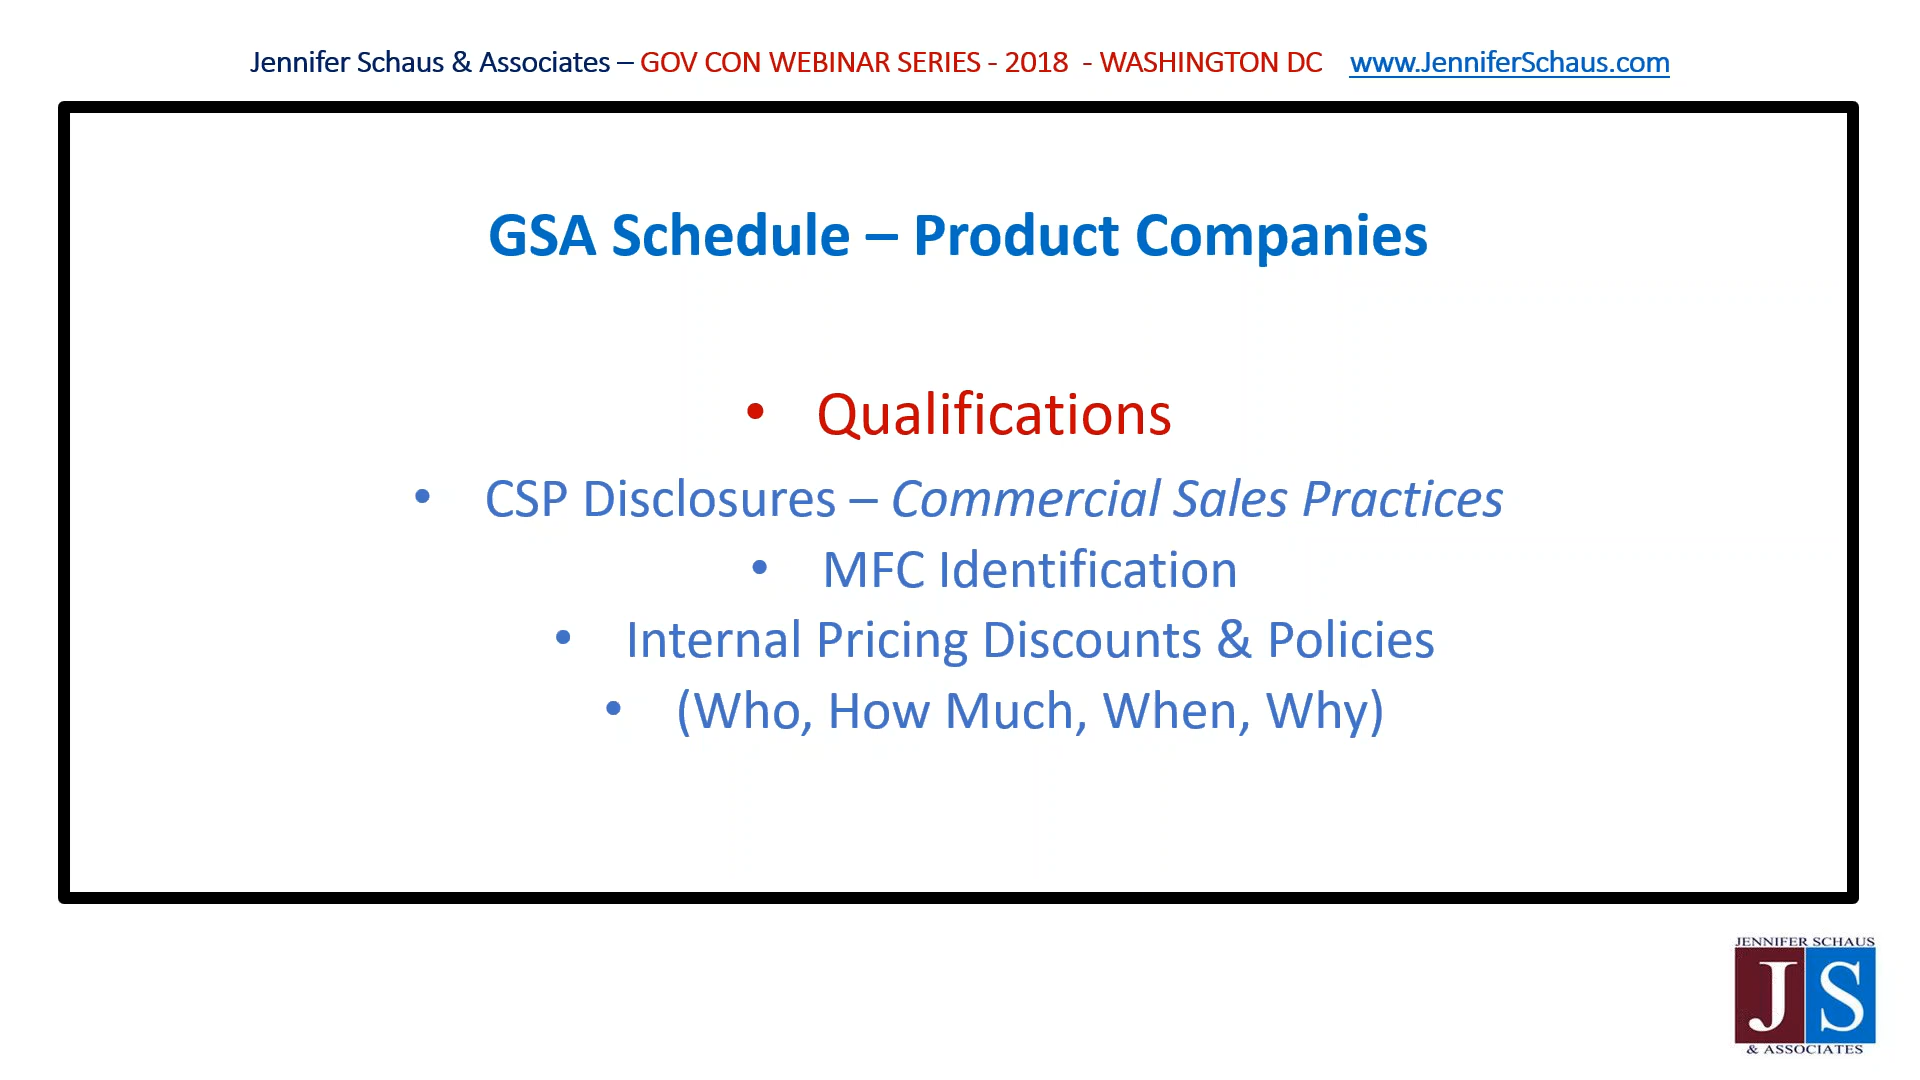 Jennifer Schaus & Associates – GOV CON WEBINAR SERIES - 2018 - WASHINGTON DC www.JenniferSchaus.com
GSA Schedule – Product Companies
• Qualifications
• CSP Disclosures – Commercial Sales Practices
• MFC Identification
• Internal Pricing Discounts & Policies
• (Who, How Much, When, Why)
JENNIFER SCHAUS
JS
& ASSOCIATES